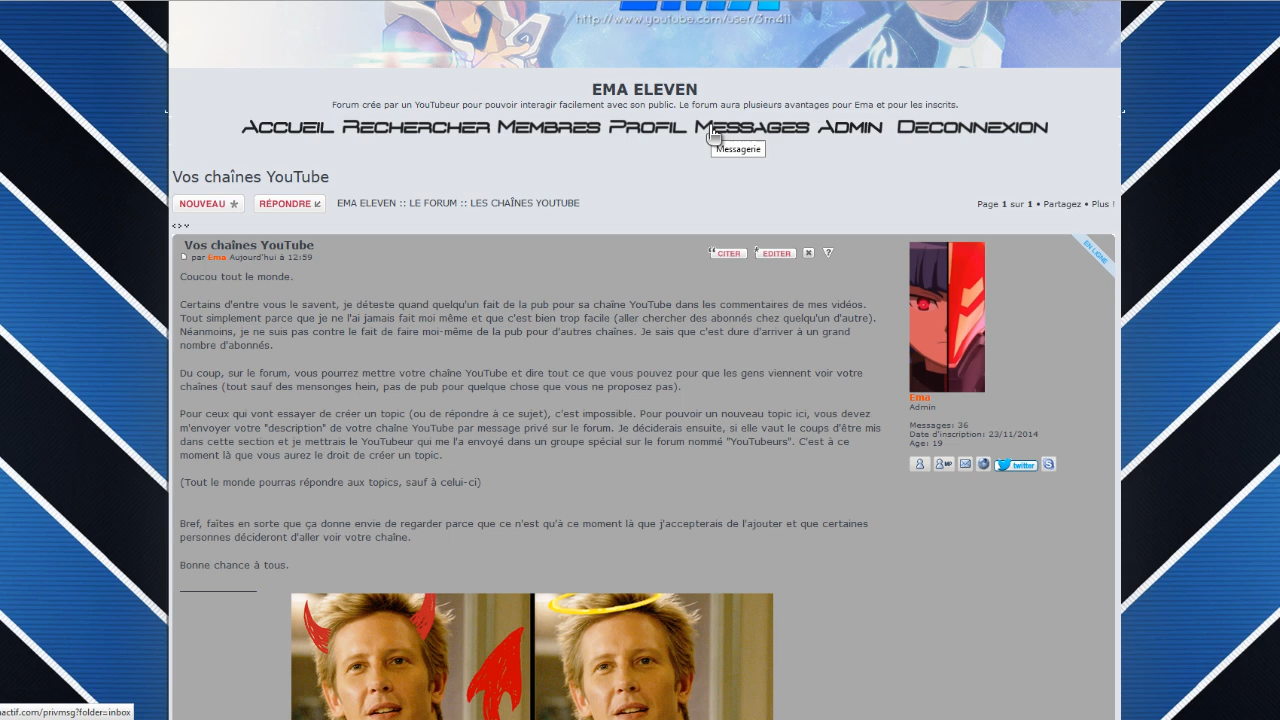 http://www.youtube.com/user/3m411
EMA ELEVEN
Forum crée par un YouTubeur pour pouvoir interagir facilement avec son public. Le forum aura plusieurs avantages pour Ema et pour les inscrits.
Accueil Rechercher Membres Profil Messages Admin Deconnexion
Messagerie
Vos chaînes YouTube
NOUVEAU RÉPONDRE EMA ELEVEN :: LE FORUM :: LES CHAÎNES YOUTUBE Page 1 sur 1 • Partagez • Plus !
Vos chaînes YouTube
par Ema Aujourd'hui à 12:59
CITER EDITER
EN LIGNE
Coucou tout le monde.
Certains d'entre vous le savent, je déteste quand quelqu'un fait de la pub pour sa chaîne YouTube dans les commentaires de mes vidéos.
Tout simplement parce que je ne l'ai jamais fait moi même et que c'est bien trop facile (aller chercher des abonnés chez quelqu'un d'autre).
Néanmoins, je ne suis pas contre le fait de faire moi-même de la pub pour d'autres chaînes. Je sais que c'est dure d'arriver à un grand
nombre d'abonnés.
Du coup, sur le forum, vous pourrez mettre votre chaîne YouTube et dire tout ce que vous pouvez pour que les gens viennent voir votre
chaînes (tout sauf des mensonges hein, pas de pub pour quelque chose que vous ne proposez pas).
Pour ceux qui vont essayer de créer un topic (ou de répondre à ce sujet), c'est impossible. Pour pouvoir un nouveau topic ici, vous devez
m'envoyer votre "description" de votre chaîne YouTube par message privé sur le forum. Je déciderais ensuite, si elle vaut le coups d'être mis
dans cette section et je mettrais le YouTubeur qui me l'a envoyé dans un groupe spécial sur le forum nommé "YouTubeurs". C'est à ce
moment là que vous aurez le droit de créer un topic.
(Tout le monde pourras répondre aux topics, sauf à celui-ci)
Bref, faîtes en sorte que ça donne envie de regarder parce que ce n'est qu'à ce moment là que j'accepterais de l'ajouter et que certaines
personnes décideront d'aller voir votre chaîne.
Bonne chance à tous.
Ema
Admin
Messages: 36
Date d'inscription: 23/11/2014
Age: 19
MP twitter
actif.com/privmsg?folder=inbox